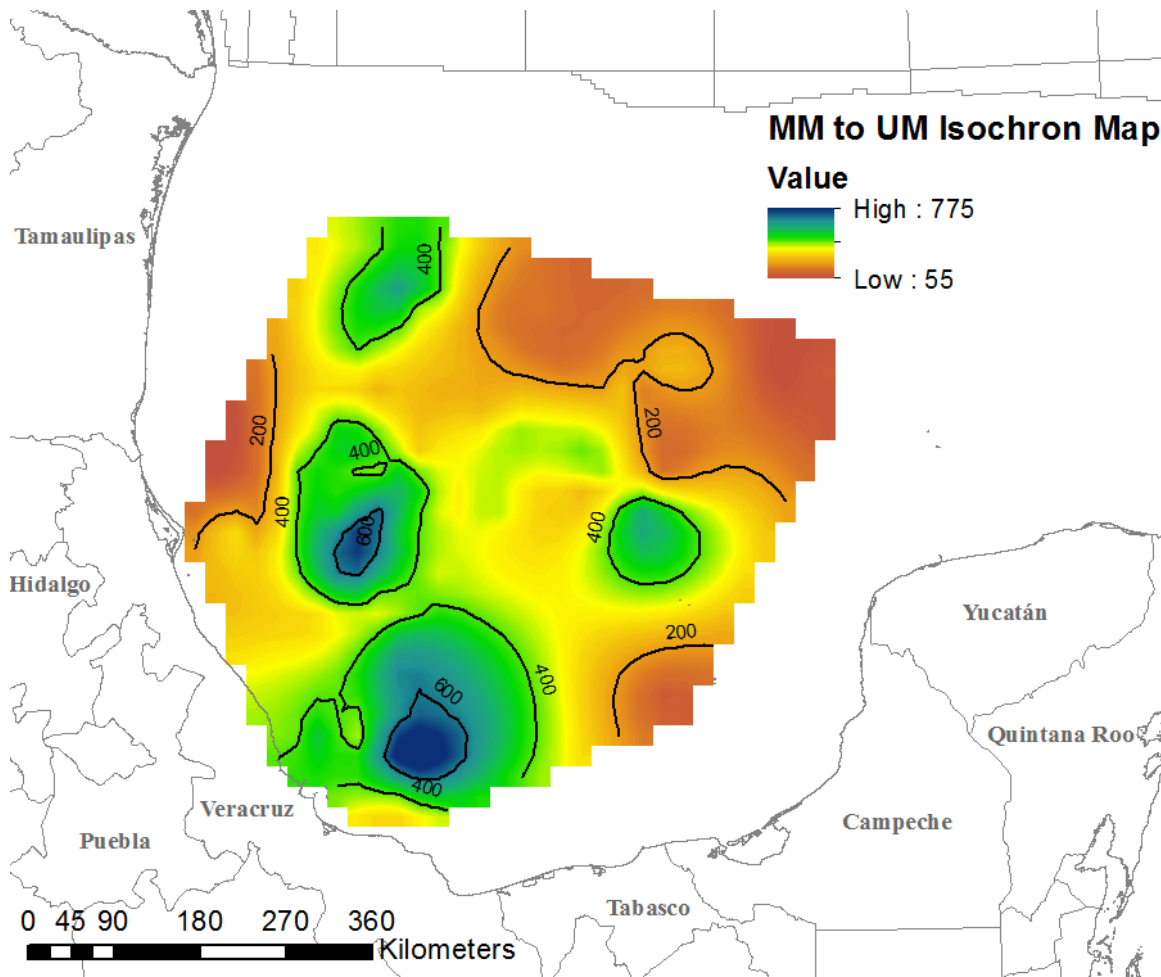 MM to UM Isochron Map
Value
High : 775
Low : 55
Tamaulipas
400
200
200
400
400
600
400
Hidalgo
Yucatán
200
400
600
Quintana Roo
400
Veracruz
Campeche
Puebla
Tabasco
0 45 90 180 270 360
Kilometers